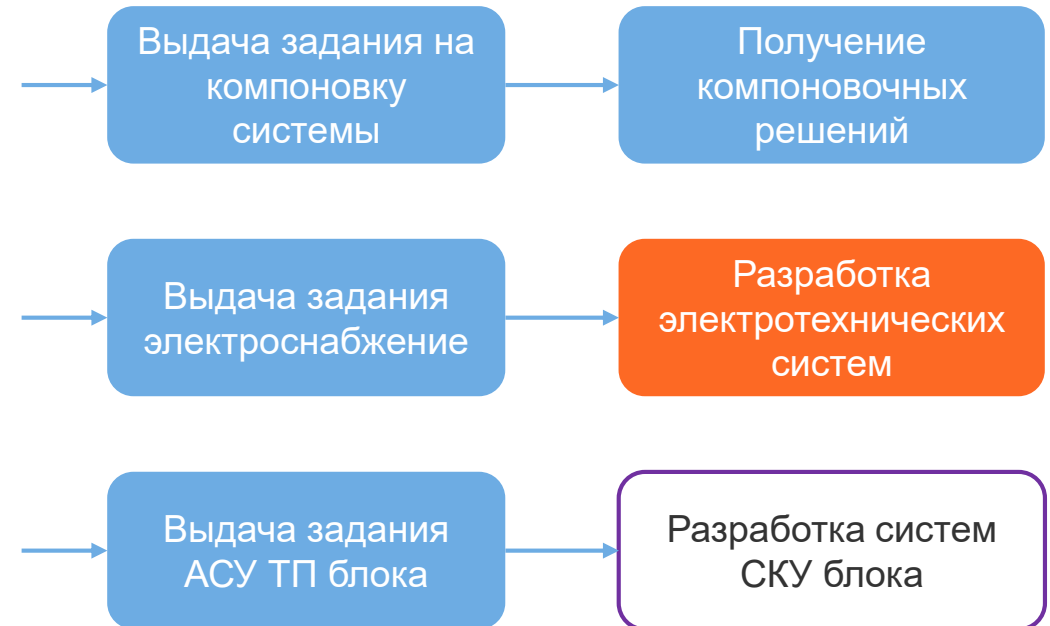 Выдача задания на
компоновку
системы
Получение
компоновочных
решений
Выдача задания
электроснабжение
Разработка
электротехнических
систем
Выдача задания
АСУ ТП блока
Разработка систем
СКУ блока